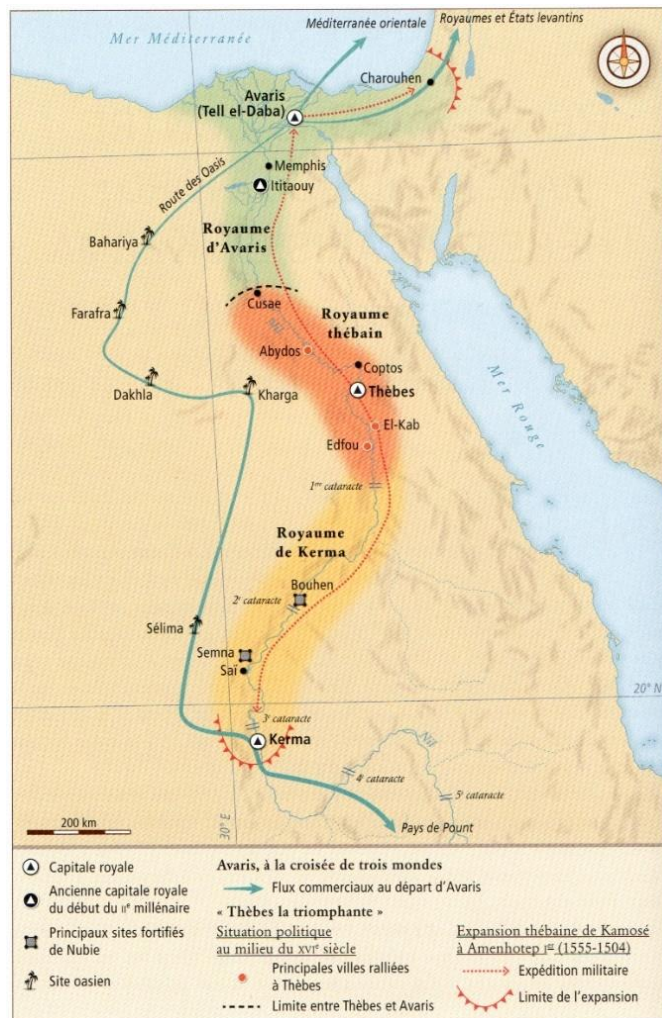 Mer Méditerranée
Méditerranée orientale
Royaumes et États levantins
Charouhen
Avaris
(Tell el-Daba)
Memphis
Ititaouy
Route des Oasis
Royaume
d'Avaris
Bahariya
Farafra
Dakhla
Kharga
Cusae
Nil
Royaume
thébain
Abydos
Coptos
Thèbes
El-Kab
Edfou
Mer Rouge
1re cataracte
Royaume
de Kerma
Bouhen
2e cataracte
Sélima
Semna
Saï
20° N
3e cataracte
Kerma
Nil
4e cataracte
5e cataracte
Pays de Pount
200 km
30° E
Capitale royale
Ancienne capitale royale
du début du IIe millénaire
Principaux sites fortifiés
de Nubie
Site oasien
Avaris, à la croisée de trois mondes
Flux commerciaux au départ d'Avaris
« Thèbes la triomphante »
Situation politique
au milieu du XVIe siècle
Principales villes ralliées
à Thèbes
Limite entre Thèbes et Avaris
Expansion thébaine de Kamosé
à Amenhotep Ier (1555-1504)
Expédition militaire
Limite de l'expansion